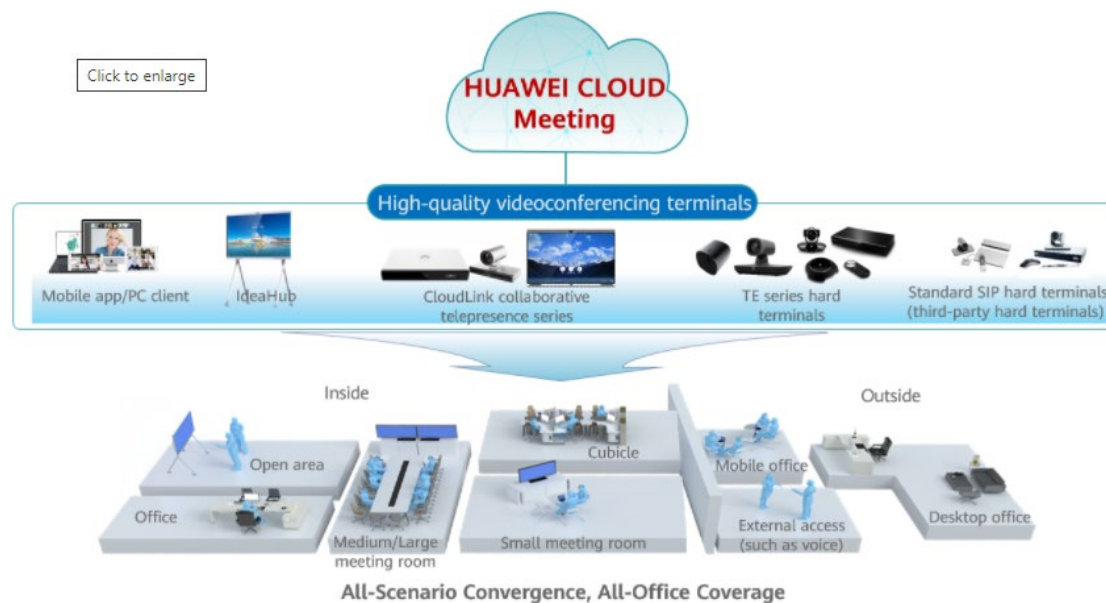 Click to enlarge
HUAWEI CLOUD
Meeting
High-quality videoconferencing terminals
Mobile app/PC client
IdeaHub
CloudLink collaborative
telepresence series
TE series hard
terminals
Standard SIP hard terminals
(third-party hard terminals)
Inside
Outside
Open area
Cubicle
Mobile office
Office
Medium/Large
meeting room
Small meeting room
External access
(such as voice)
Desktop office
All-Scenario Convergence, All-Office Coverage